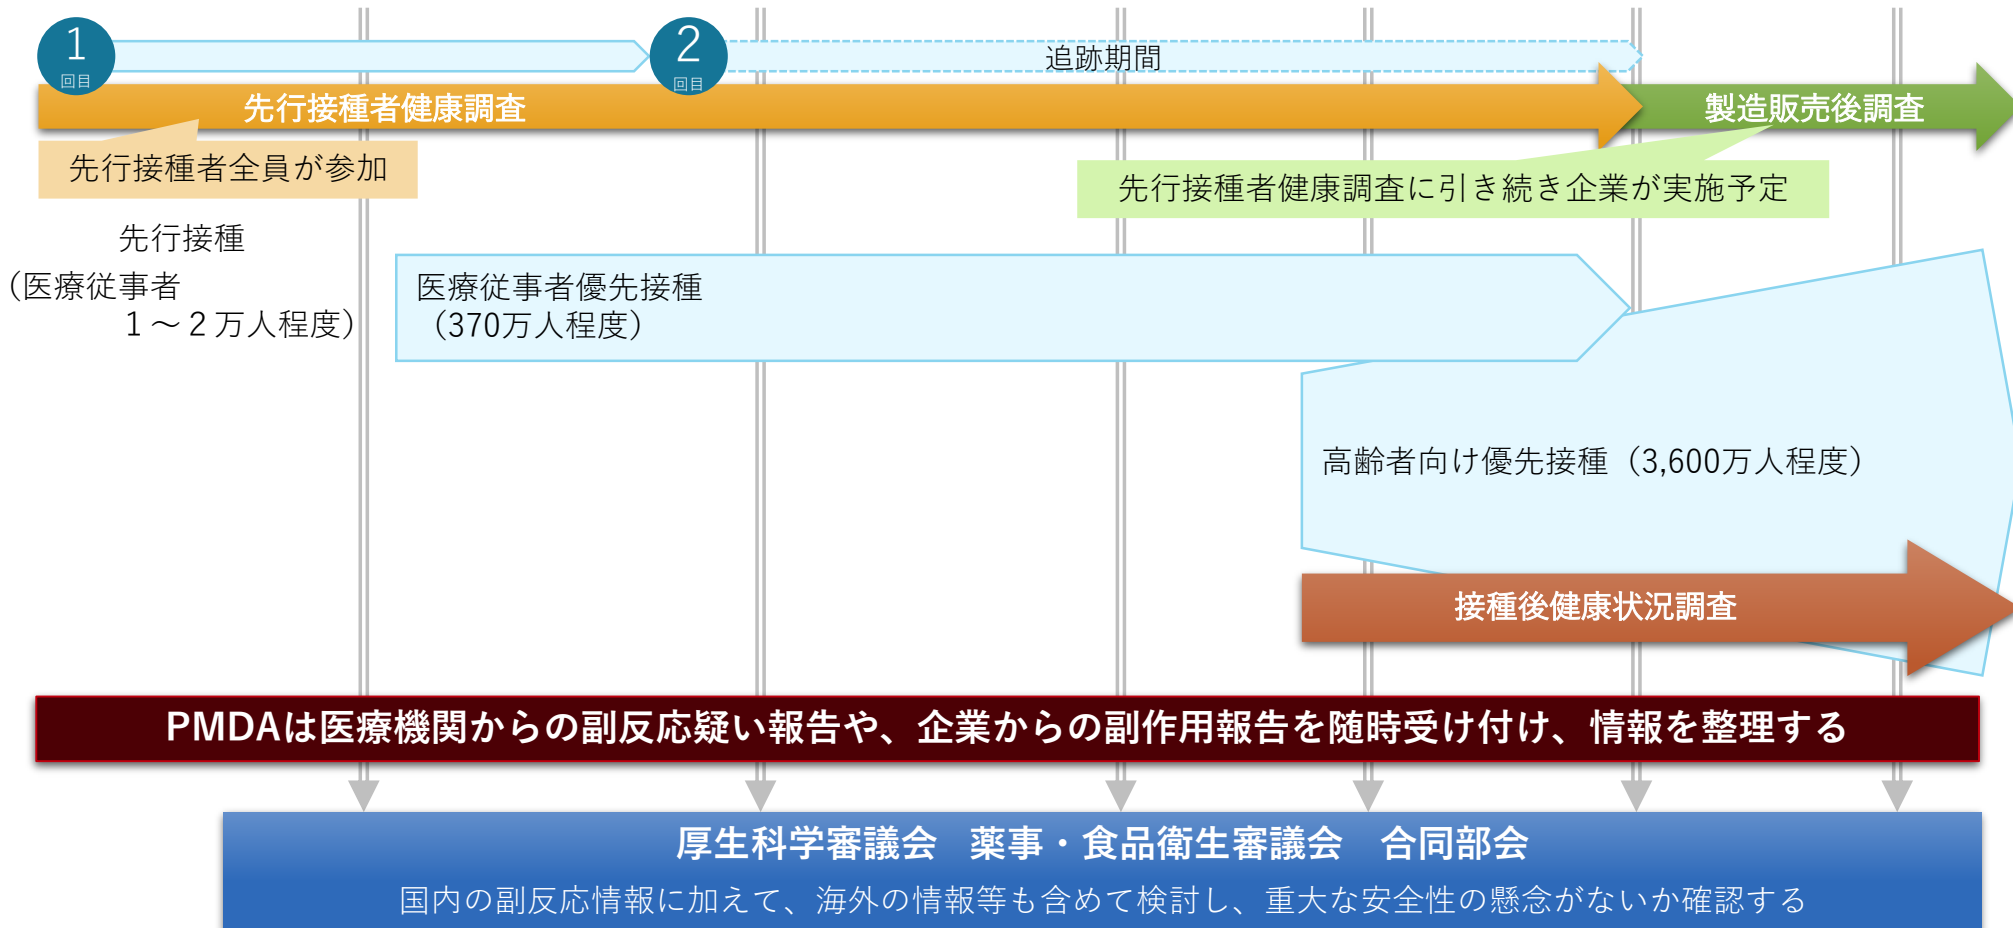 1
回目
2
回目
追跡期間
先行接種者健康調査
製造販売後調査
先行接種者全員が参加
先行接種者健康調査に引き続き企業が実施予定
先行接種
（医療従事者
１～２万人程度）
医療従事者優先接種
（370万人程度）
高齢者向け優先接種（3,600万人程度）
接種後健康状況調査
PMDAは医療機関からの副反応疑い報告や、企業からの副作用報告を随時受け付け、情報を整理する
厚生科学審議会　薬事・食品衛生審議会　合同部会
国内の副反応情報に加えて、海外の情報等も含めて検討し、重大な安全性の懸念がないか確認する